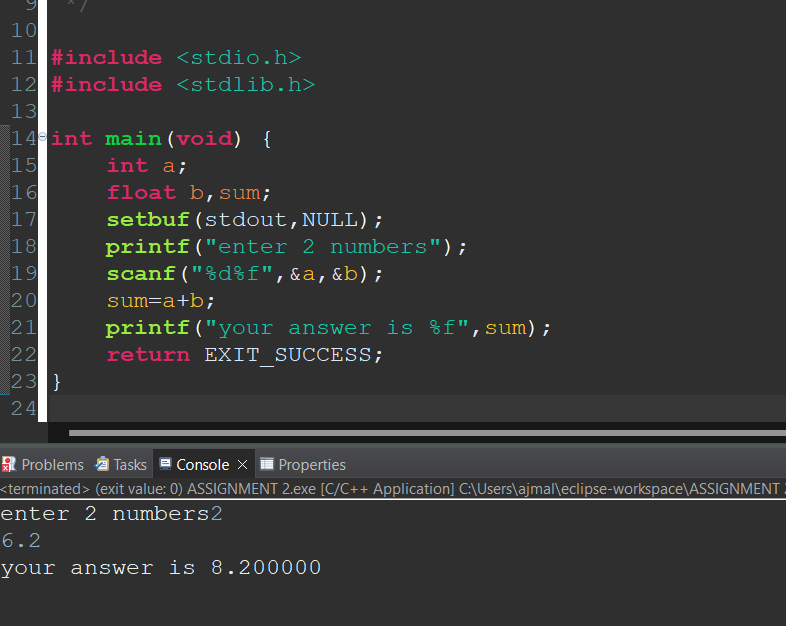 9 */
10
11 #include <stdio.h>
12 #include <stdlib.h>
13
14 int main(void) {
15     int a;
16     float b,sum;
17     setbuf(stdout,NULL);
18     printf("enter 2 numbers");
19     scanf("%d%f",&a,&b);
20     sum=a+b;
21     printf("your answer is %f",sum);
22     return EXIT_SUCCESS;
23 }
24
Problems Tasks Console Properties
<terminated> (exit value: 0) ASSIGNMENT 2.exe [C/C++ Application] C:\Users\ajmal\eclipse-workspace\ASSIGNMENT 2
enter 2 numbers2
6.2
your answer is 8.200000